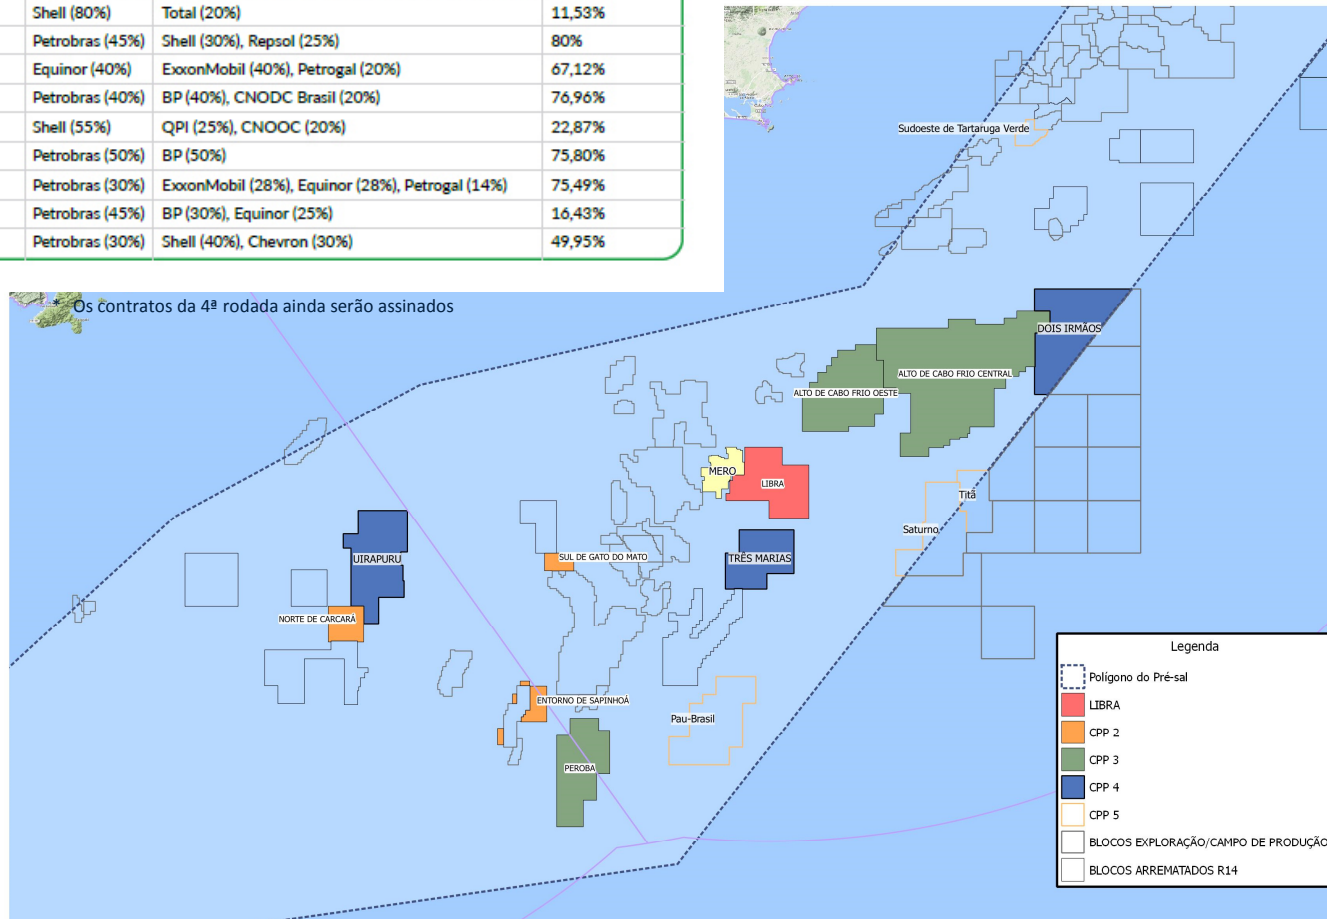 Shell (80%) Total (20%) 11,53%
Petrobras (45%) Shell (30%), Repsol (25%) 80%
Equinor (40%) ExxonMobil (40%), Petrogal (20%) 67,12%
Petrobras (40%) BP (40%), CNODC Brasil (20%) 76,96%
Shell (55%) QPI (25%), CNOOC (20%) 22,87%
Petrobras (50%) BP (50%) 75,80%
Petrobras (30%) ExxonMobil (28%), Equinor (28%), Petrogal (14%) 75,49%
Petrobras (45%) BP (30%), Equinor (25%) 16,43%
Petrobras (30%) Shell (40%), Chevron (30%) 49,95%
* Os contratos da 4ª rodada ainda serão assinados
Sudoeste de Tartaruga Verde
DOIS IRMÃOS
ALTO DE CABO FRIO CENTRAL
ALTO DE CABO FRIO OESTE
MERO
LIBRA
Titã
Saturno
UIRAPURU
SUL DE GATO DO MATO
TRÊS MARIAS
NORTE DE CARCARÁ
ENTORNO DE SAPINHOÁ
Pau-Brasil
PEROBA
Legenda
Polígono do Pré-sal
LIBRA
CPP 2
CPP 3
CPP 4
CPP 5
BLOCOS EXPLORAÇÃO/CAMPO DE PRODUÇÃO
BLOCOS ARREMATADOS R14